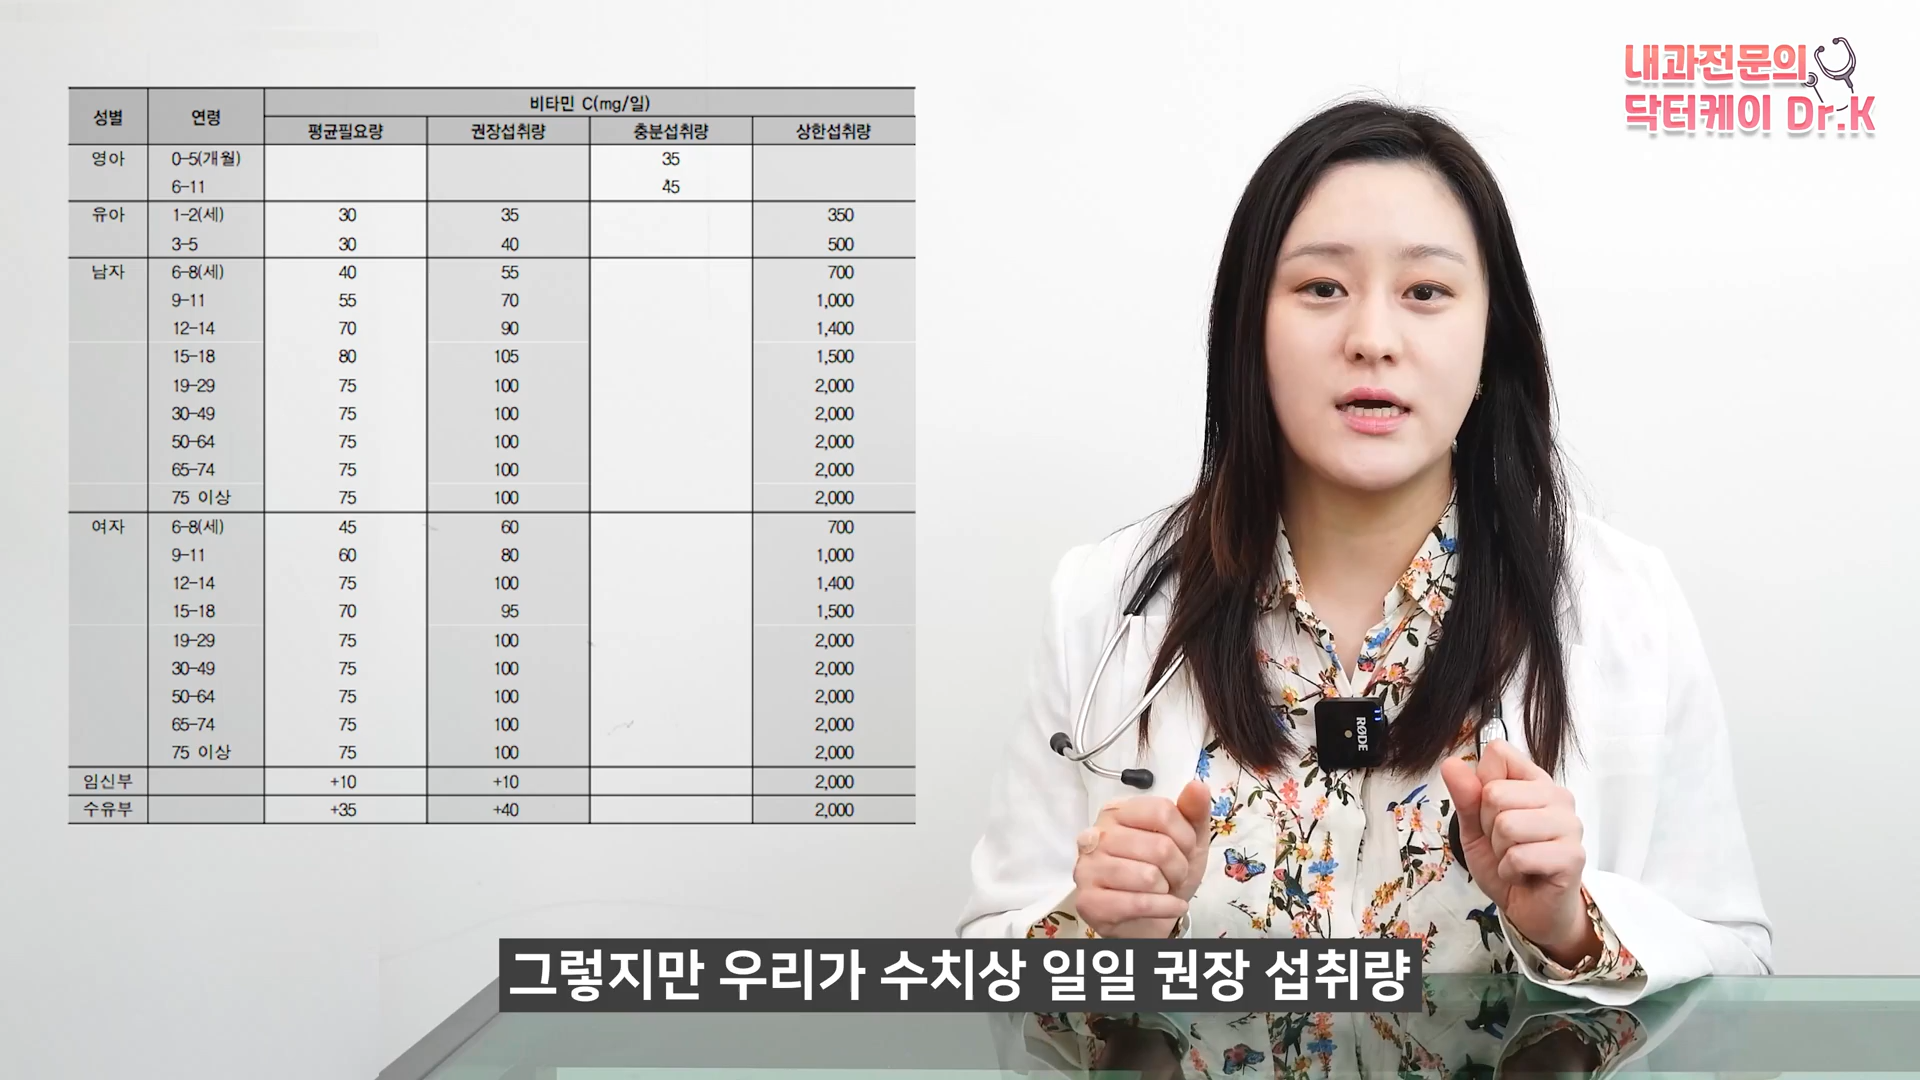 내과전문의
닥터케이 Dr.K
성별 연령 비타민 C(mg/일)
평균필요량 권장섭취량 충분섭취량 상한섭취량
영아 0-5(개월) 35
6-11 45
유아 1-2(세) 30 35 350
3-5 30 40 500
남자 6-8(세) 40 55 700
9-11 55 70 1,000
12-14 70 90 1,400
15-18 80 105 1,500
19-29 75 100 2,000
30-49 75 100 2,000
50-64 75 100 2,000
65-74 75 100 2,000
75 이상 75 100 2,000
여자 6-8(세) 45 60 700
9-11 60 80 1,000
12-14 75 100 1,400
15-18 70 95 1,500
19-29 75 100 2,000
30-49 75 100 2,000
50-64 75 100 2,000
65-74 75 100 2,000
75 이상 75 100 2,000
임신부 +10 +10 2,000
수유부 +35 +40 2,000
RØDE
그렇지만 우리가 수치상 일일 권장 섭취량